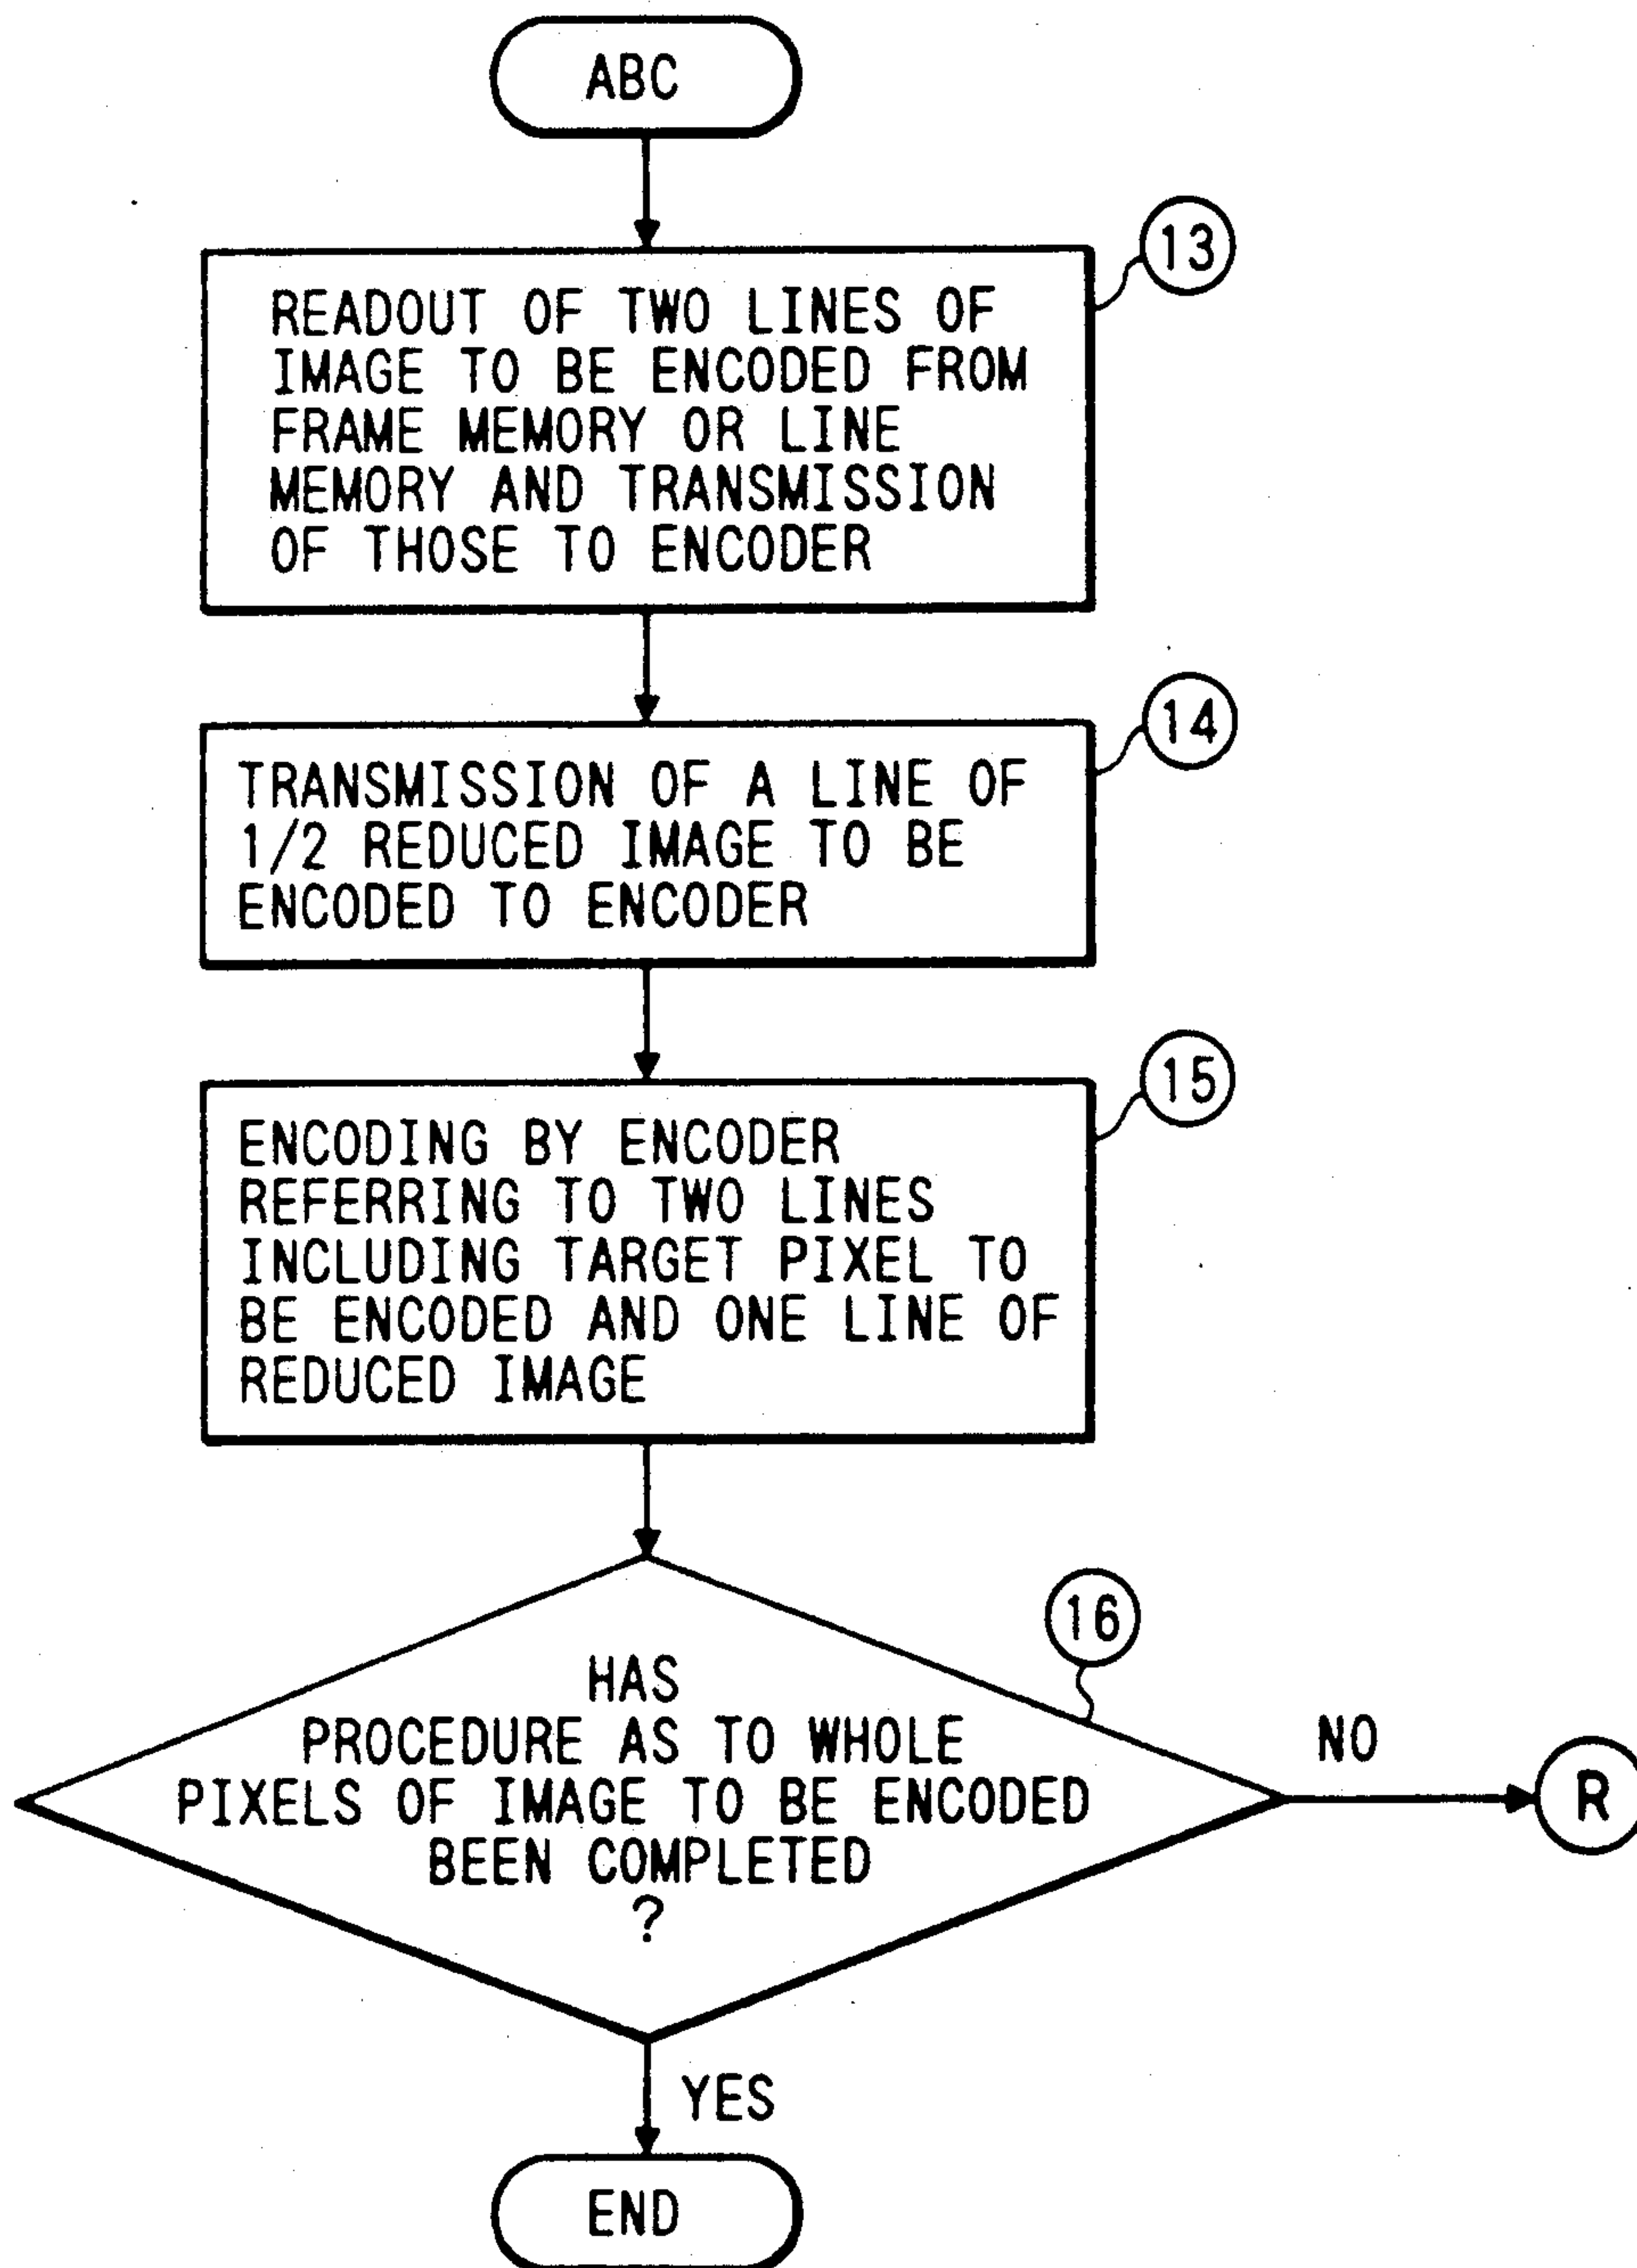 ABC
13
READOUT OF TWO LINES OF
IMAGE TO BE ENCODED FROM
FRAME MEMORY OR LINE
MEMORY AND TRANSMISSION
OF THOSE TO ENCODER
14
TRANSMISSION OF A LINE OF
1/2 REDUCED IMAGE TO BE
ENCODED TO ENCODER
15
ENCODING BY ENCODER
REFERRING TO TWO LINES
INCLUDING TARGET PIXEL TO
BE ENCODED AND ONE LINE OF
REDUCED IMAGE
16
HAS
PROCEDURE AS TO WHOLE
PIXELS OF IMAGE TO BE ENCODED
BEEN COMPLETED
?
NO
R
YES
END